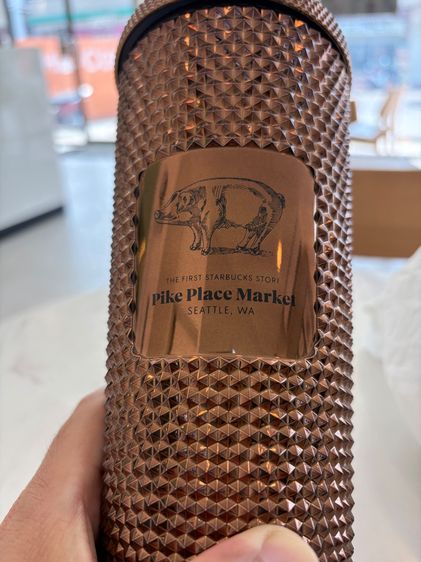 THE FIRST STARBUCKS STORE
Pike Place Market
SEATTLE, WA